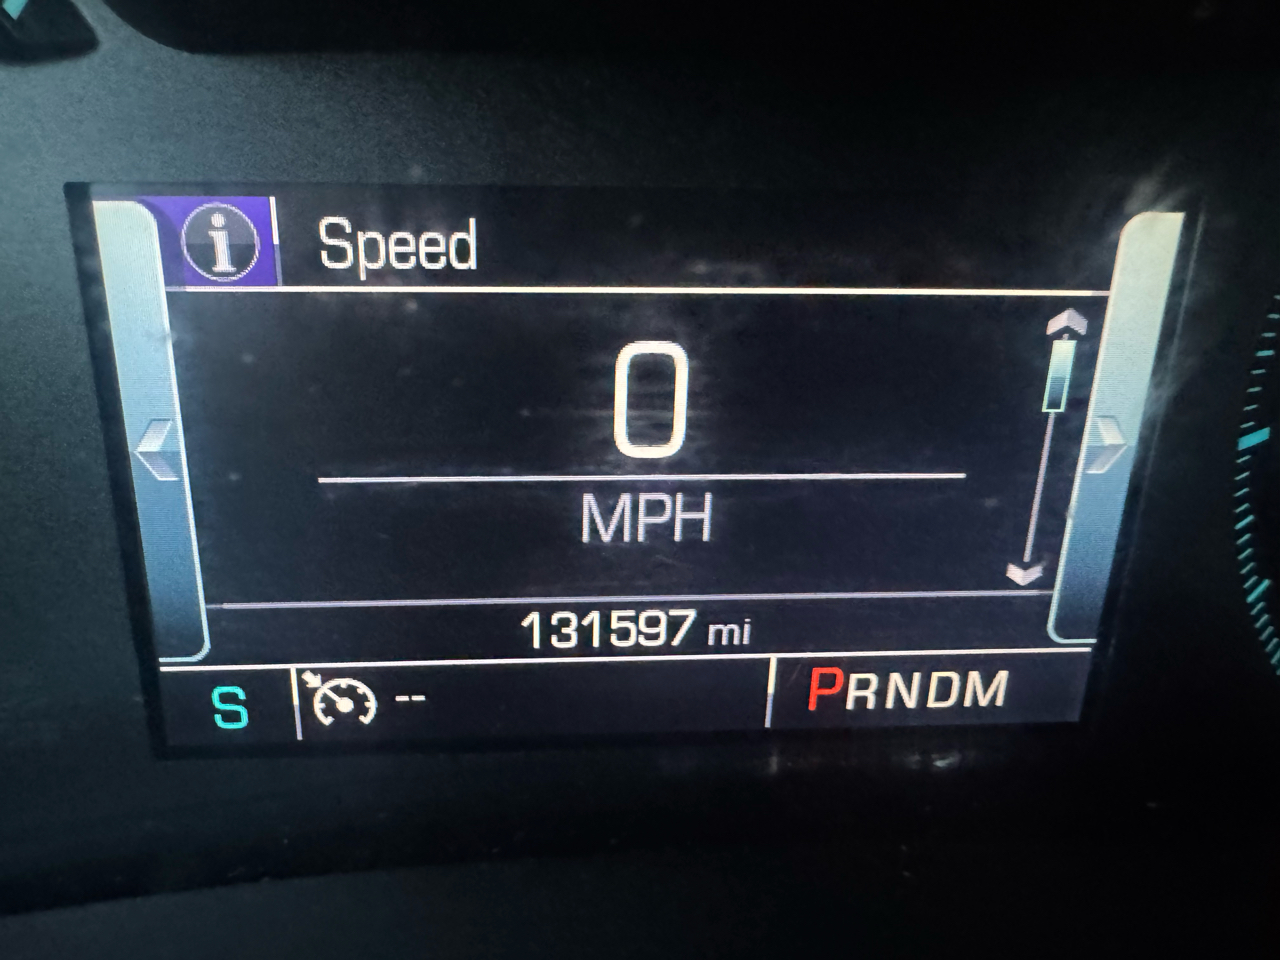 i Speed
0
MPH
131597 mi
S -- PRNDM